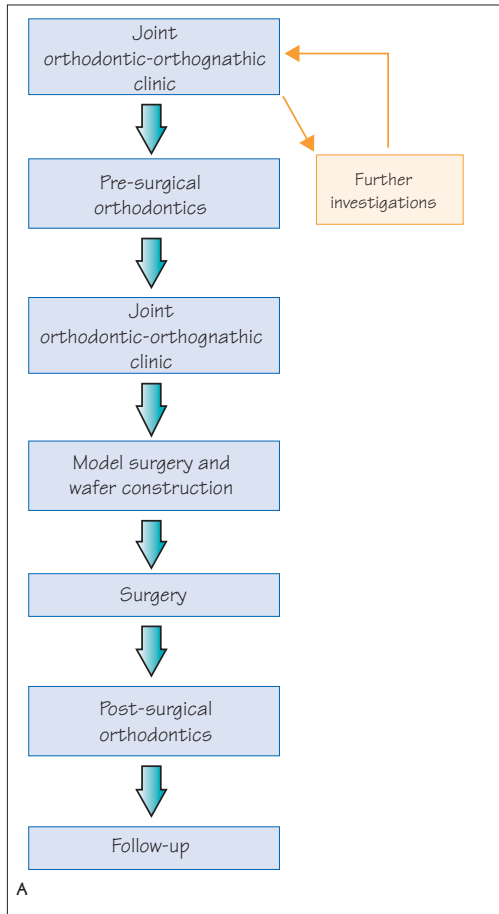 Joint
orthodontic-orthognathic
clinic
Further
investigations
Pre-surgical
orthodontics
Joint
orthodontic-orthognathic
clinic
Model surgery and
wafer construction
Surgery
Post-surgical
orthodontics
Follow-up
A